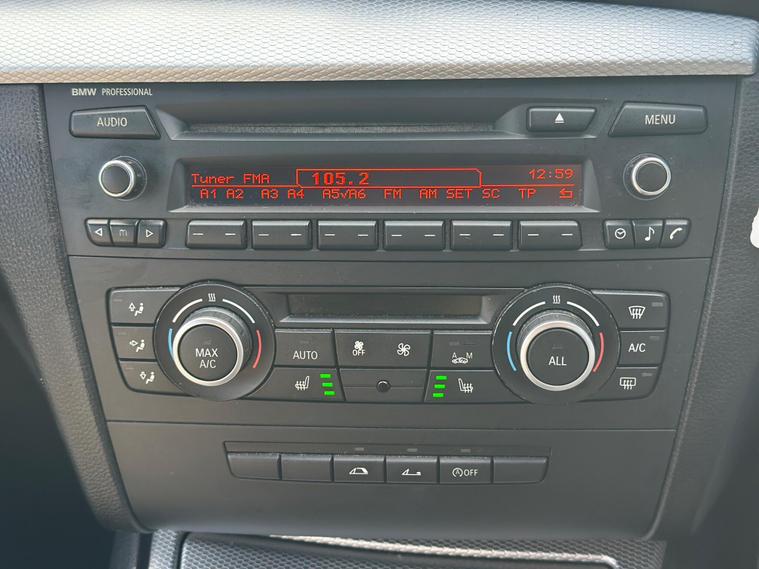 BMW PROFESSIONAL
AUDIO
MENU
Tuner FMA 105.2 12:59
A1 A2 A3 A4 A5√A6 FM AM SET SC TP
m
MAX
A/C
AUTO
OFF
A M
ALL
A/C
A OFF